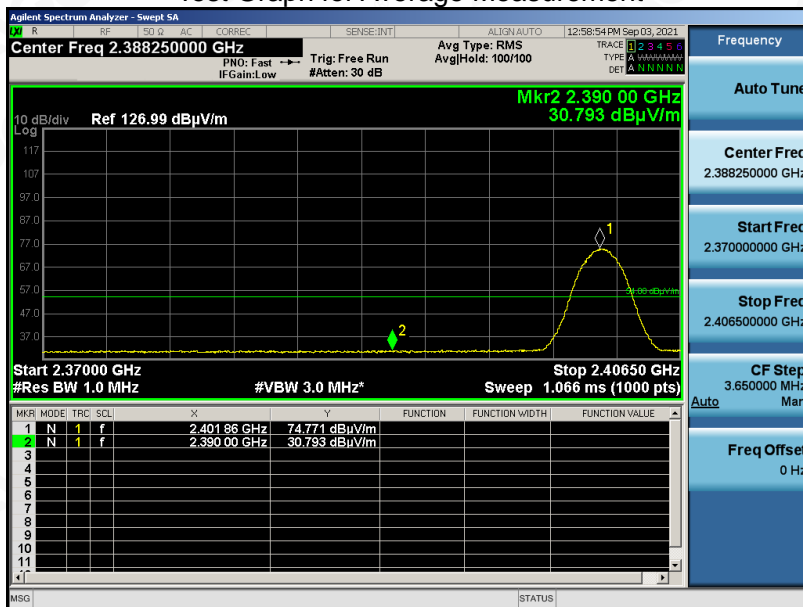 Test Graph for Average Measurement
Agilent Spectrum Analyzer - Swept SA
LXI R RF 50 Ω AC CORREC SENSE:INT ALIGN AUTO 12:58:54 PM Sep 03, 2021
Center Freq 2.388250000 GHz
PNO: Fast
IFGain:Low
Trig: Free Run
#Atten: 30 dB
Avg Type: RMS
Avg|Hold: 100/100
TRACE 1 2 3 4 5 6
TYPE A WWWWW
DET A N N N N N
Frequency
Mkr2 2.390 00 GHz
30.793 dBµV/m
10 dB/div Ref 126.99 dBµV/m
Log
117
107
97.0
87.0
77.0
67.0
57.0
47.0
37.0
1
54.00 dBµV/m
2
Start 2.37000 GHz Stop 2.40650 GHz
#Res BW 1.0 MHz #VBW 3.0 MHz* Sweep 1.066 ms (1000 pts)
MKR MODE TRC SCL X Y FUNCTION FUNCTION WIDTH FUNCTION VALUE
1 N 1 f 2.401 86 GHz 74.771 dBµV/m
2 N 1 f 2.390 00 GHz 30.793 dBµV/m
3
4
5
6
7
8
9
10
11
Auto Tune
Center Freq
2.388250000 GHz
Start Freq
2.370000000 GHz
Stop Freq
2.406500000 GHz
CF Step
3.650000 MHz
Auto Man
Freq Offset
0 Hz
MSG STATUS